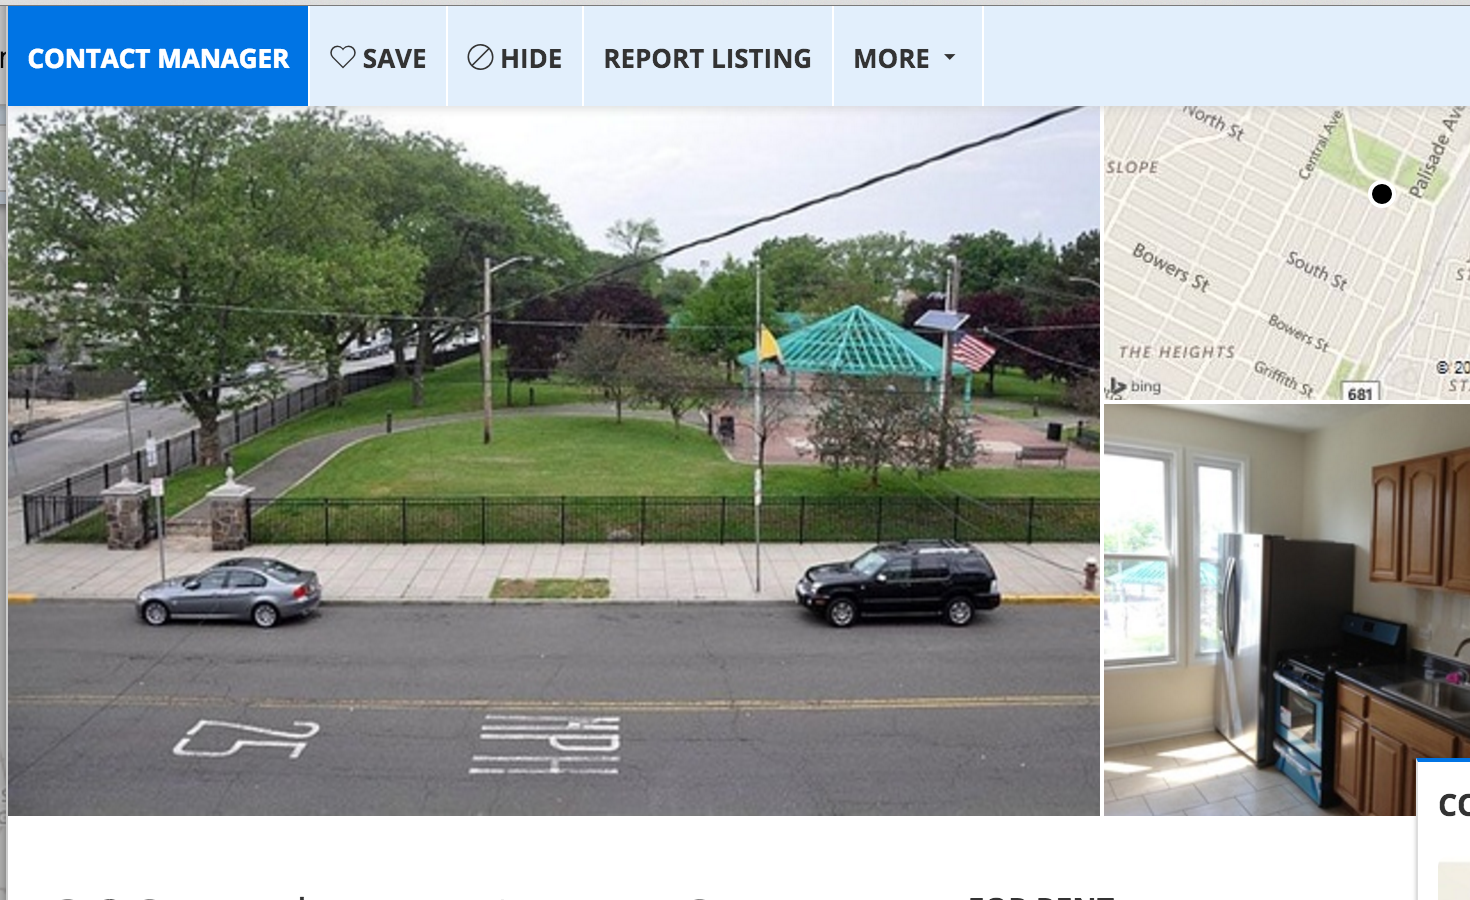 CONTACT MANAGER
SAVE
HIDE
REPORT LISTING
MORE
North St
Central Ave
Palisade Av
SLOPE
Bowers St
South St
Bowers St
THE HEIGHTS
Griffith St
681
bing
© 20
ST
25
MPH
CO
FOR RENT